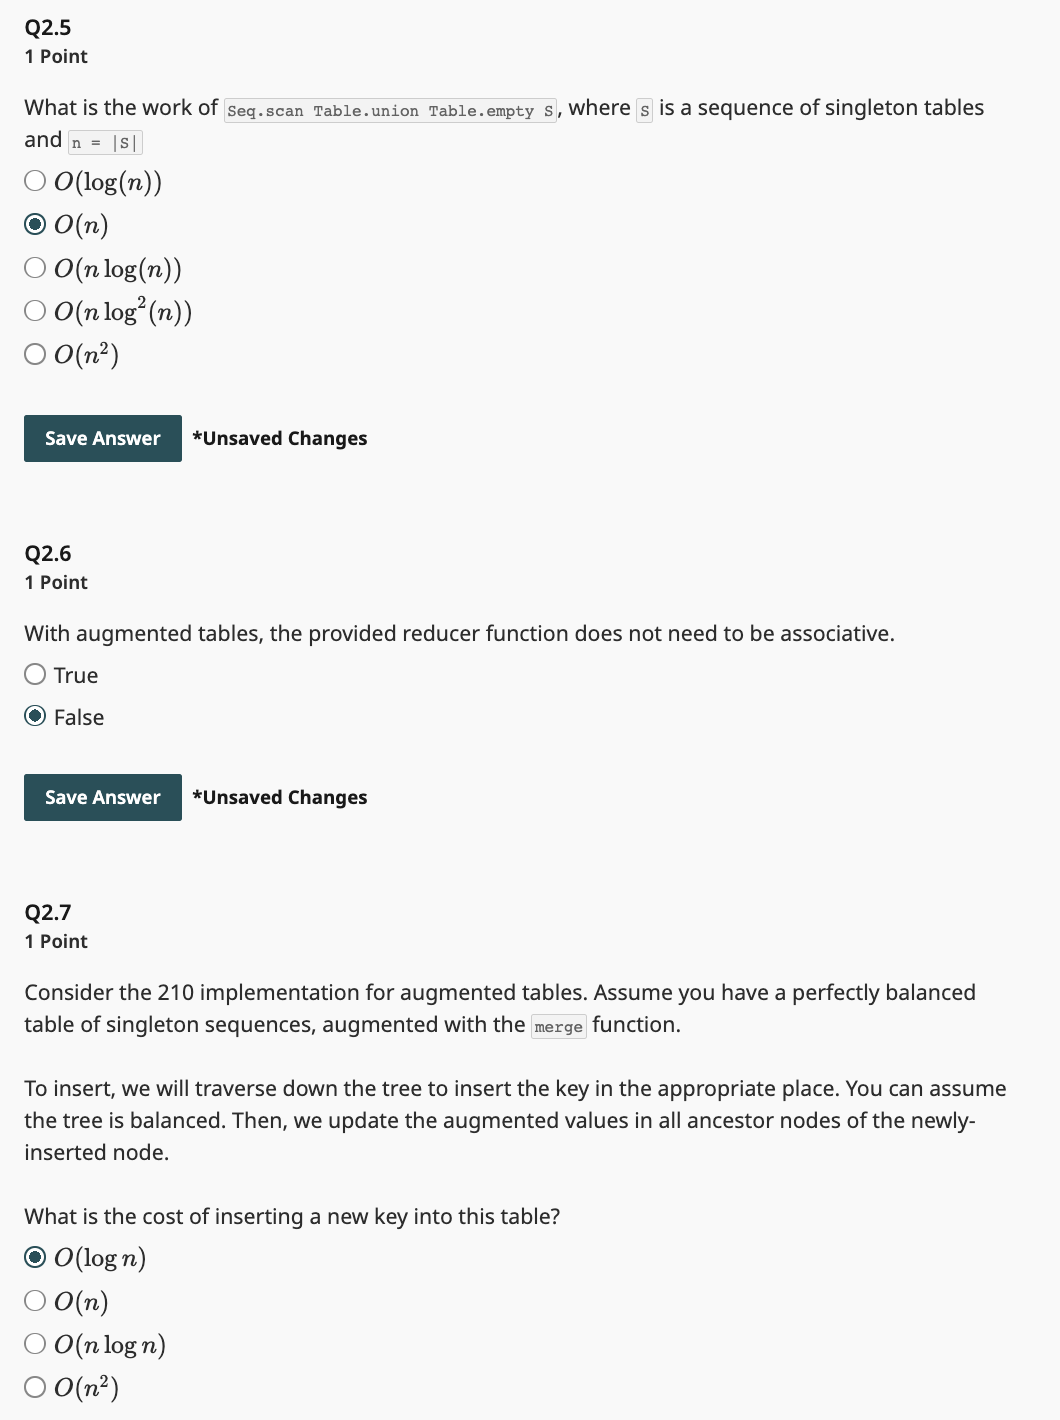 Q2.5
1 Point
What is the work of Seq.scan Table.union Table.empty S, where S is a sequence of singleton tables
and n = |S|
O(log(n))
O(n)
O(n log(n))
O(n log²(n))
O(n²)
Save Answer *Unsaved Changes
Q2.6
1 Point
With augmented tables, the provided reducer function does not need to be associative.
True
False
Save Answer *Unsaved Changes
Q2.7
1 Point
Consider the 210 implementation for augmented tables. Assume you have a perfectly balanced
table of singleton sequences, augmented with the merge function.
To insert, we will traverse down the tree to insert the key in the appropriate place. You can assume
the tree is balanced. Then, we update the augmented values in all ancestor nodes of the newly-
inserted node.
What is the cost of inserting a new key into this table?
O(log n)
O(n)
O(n log n)
O(n²)